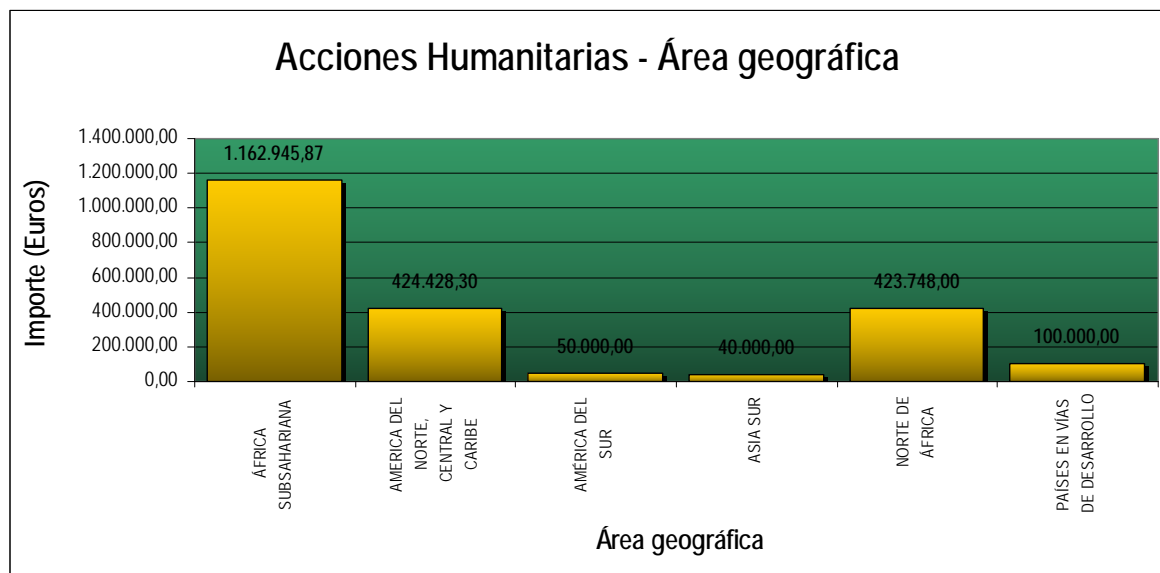 Acciones Humanitarias - Área geográfica
Importe (Euros)
1.400.000,00
1.200.000,00
1.000.000,00
800.000,00
600.000,00
400.000,00
200.000,00
0,00
1.162.945,87
424.428,30
50.000,00
40.000,00
423.748,00
100.000,00
ÁFRICA
SUBSAHARIANA
AMERICA DEL
NORTE,
CENTRAL Y
CARIBE
AMÉRICA DEL
SUR
ASIA SUR
NORTE DE
ÁFRICA
PAÍSES EN VÍAS
DE DESARROLLO
Área geográfica